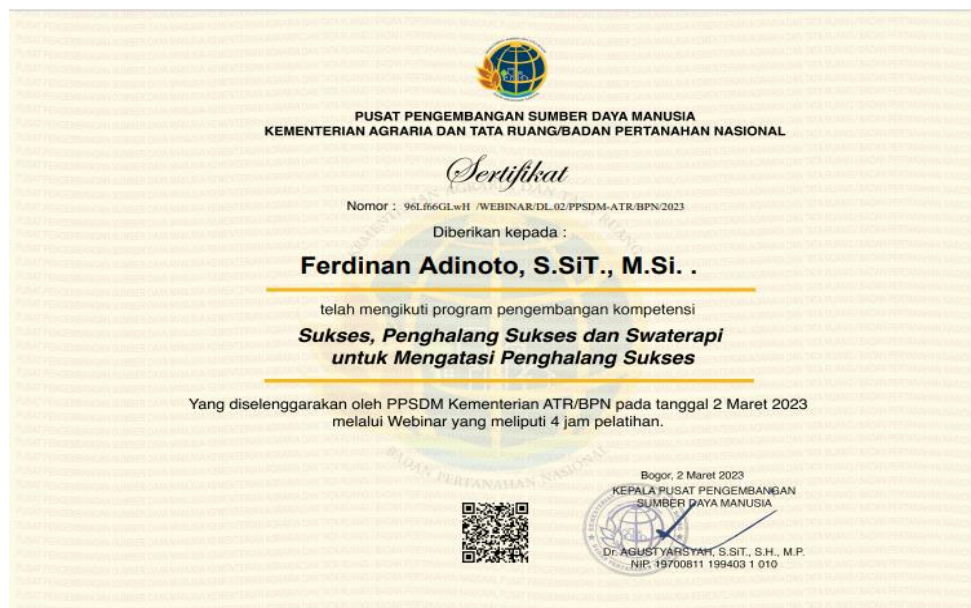 PUSAT PENGEMBANGAN SUMBER DAYA MANUSIA
KEMENTERIAN AGRARIA DAN TATA RUANG/BADAN PERTANAHAN NASIONAL
Sertifikat
Nomor : 96Lf66GLwH /WEBINAR/DL.02/PPSDM-ATR/BPN/2023
Diberikan kepada :
Ferdinan Adinoto, S.SiT., M.Si. .
telah mengikuti program pengembangan kompetensi
Sukses, Penghalang Sukses dan Swaterapi
untuk Mengatasi Penghalang Sukses
Yang diselenggarakan oleh PPSDM Kementerian ATR/BPN pada tanggal 2 Maret 2023
melalui Webinar yang meliputi 4 jam pelatihan.
BADAN PERTANAHAN NASIONAL
Bogor, 2 Maret 2023
KEPALA PUSAT PENGEMBANGAN
SUMBER DAYA MANUSIA
Dr. AGUSTYARSYAH, S.SiT., S.H., M.P.
NIP. 19700811 199403 1 010